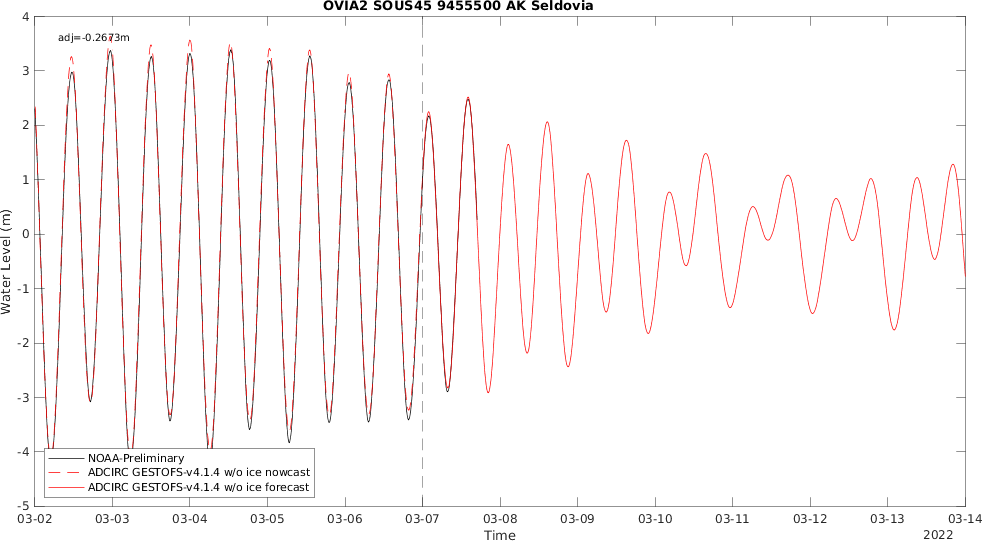 OVIA2 SOUS45 9455500 AK Seldovia
adj=-0.2673m
4
3
2
1
0
-1
-2
-3
-4
-5
Water Level (m)
NOAA-Preliminary
ADCIRC GESTOFS-v4.1.4 w/o ice nowcast
ADCIRC GESTOFS-v4.1.4 w/o ice forecast
03-02 03-03 03-04 03-05 03-06 03-07 03-08 03-09 03-10 03-11 03-12 03-13 03-14
Time
2022